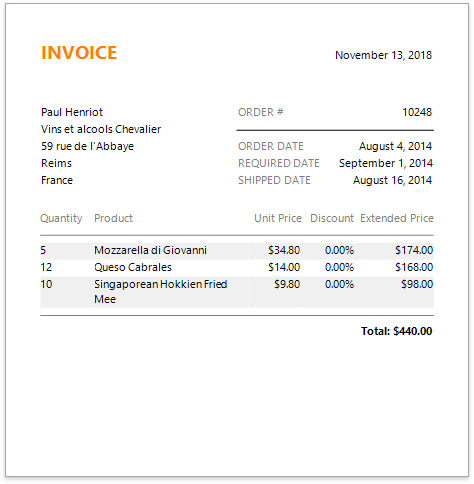 INVOICE November 13, 2018
Paul Henriot ORDER # 10248
Vins et alcools Chevalier
59 rue de l'Abbaye ORDER DATE August 4, 2014
Reims REQUIRED DATE September 1, 2014
France SHIPPED DATE August 16, 2014
Quantity Product Unit Price Discount Extended Price
5 Mozzarella di Giovanni $34.80 0.00% $174.00
12 Queso Cabrales $14.00 0.00% $168.00
10 Singaporean Hokkien Fried $9.80 0.00% $98.00
Mee
Total: $440.00